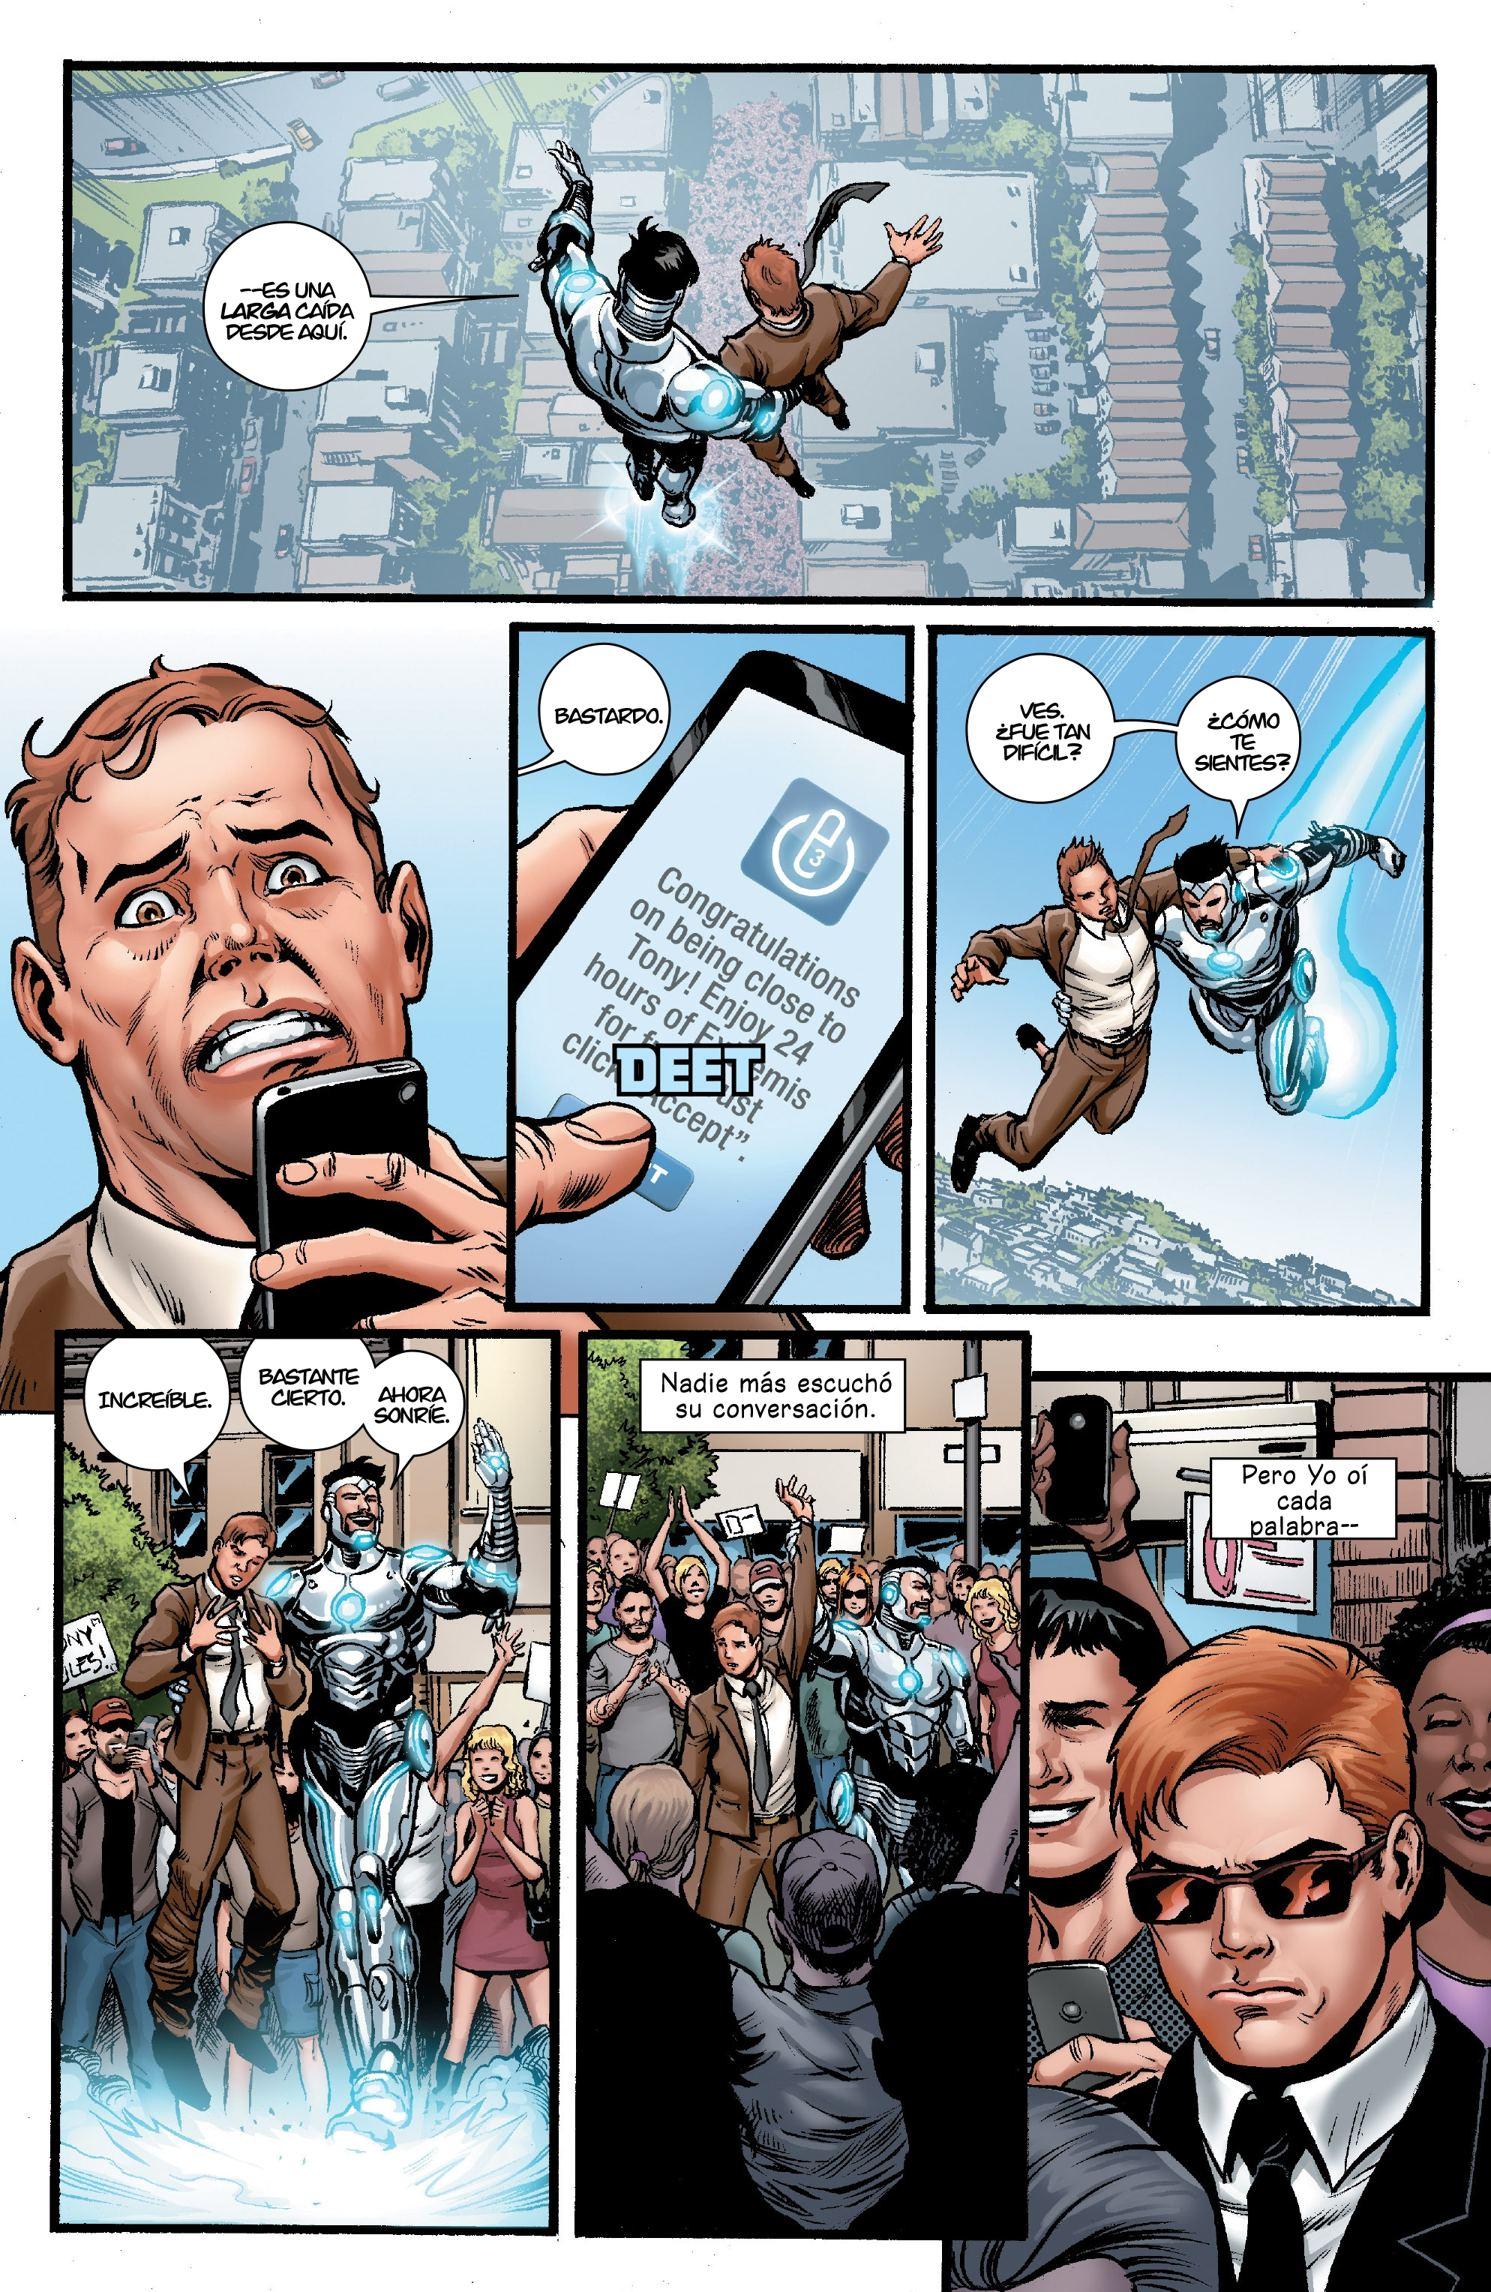 --ES UNA
LARGA CAÍDA
DESDE AQUÍ.
BASTARDO.
3
Congratulations
on being close to
Tony! Enjoy 24
hours of
for
click
Accept".
DEET
T
VES.
¿FUE TAN
DIFÍCIL?
¿CÓMO
TE
SIENTES?
INCREÍBLE.
BASTANTE
CIERTO.
AHORA
SONRÍE.
Nadie más escuchó
su conversación.
Pero Yo oí
cada
palabra--